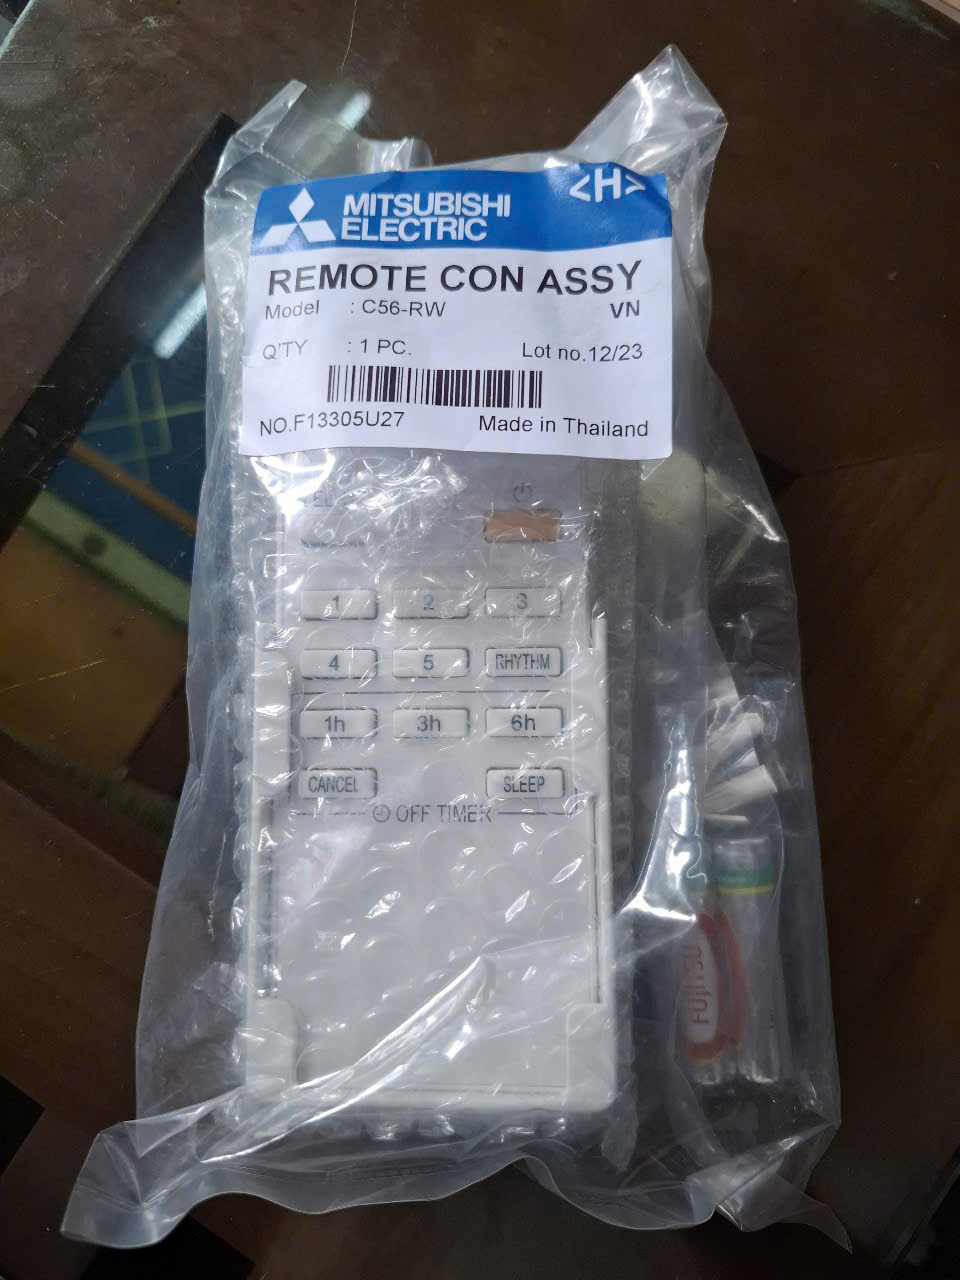 <H>
MITSUBISHI
ELECTRIC
REMOTE CON ASSY
Model : C56-RW VN
Q'TY : 1 PC. Lot no.12/23
NO.F13305U27 Made in Thailand
1 2 3
4 5 RHYTHM
1h 3h 6h
CANCEL SLEEP
OFF TIMER
FUJITSU